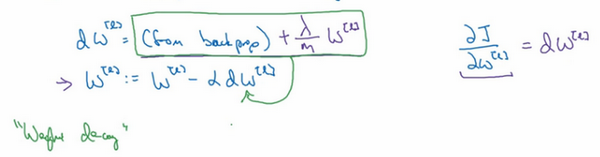 dW^[l] = (from backprop) + λ/m W^[l]
∂J/∂W^[l] = dW^[l]
→ W^[l] := W^[l] - α dW^[l]
"Weight decay"